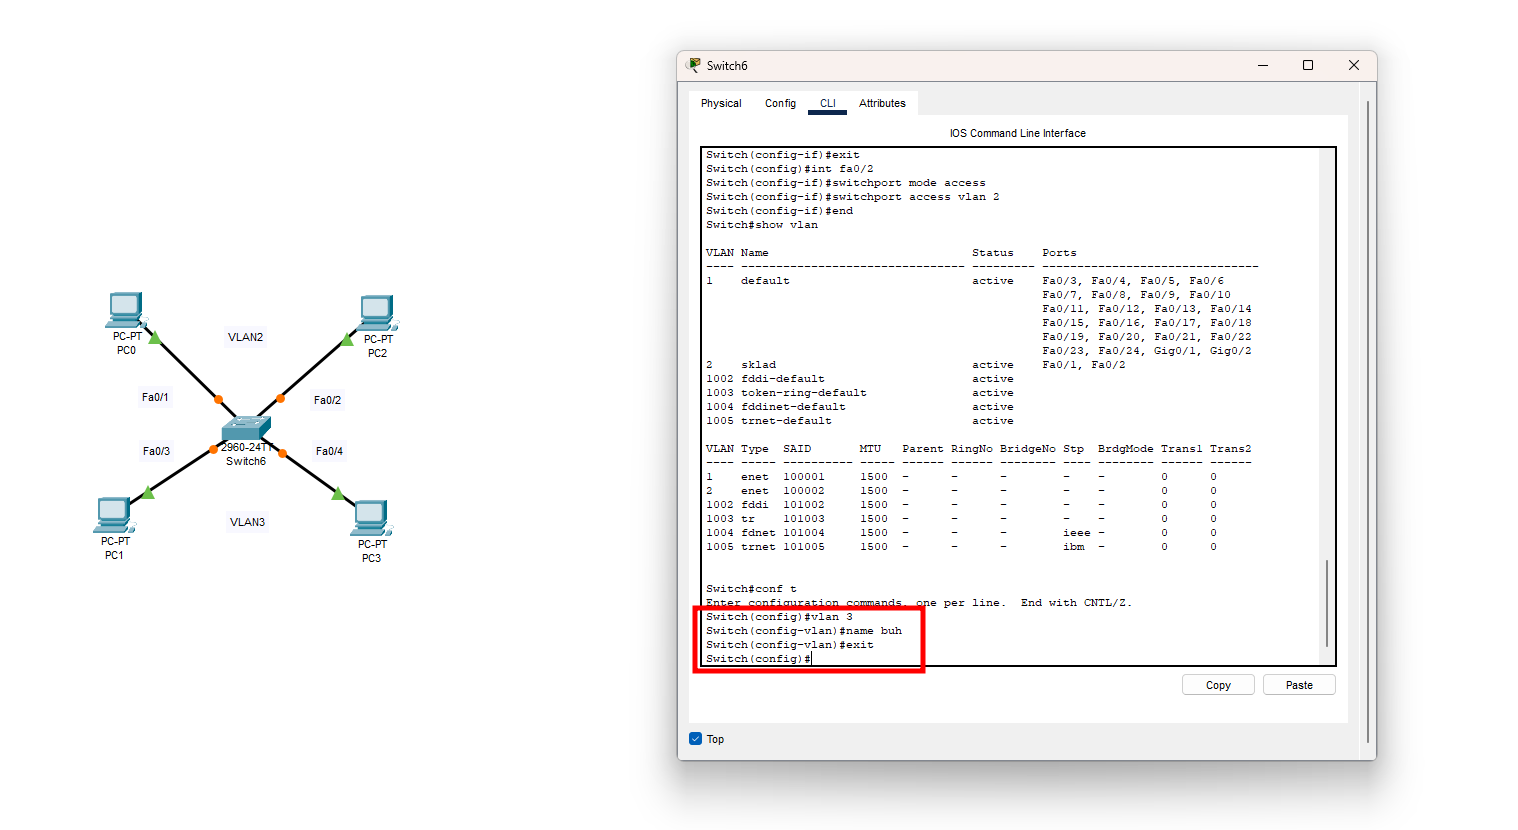 PC-PT
PC0
VLAN2
PC-PT
PC2
Fa0/1
Fa0/2
Fa0/3
2960-24TT
Switch6
Fa0/4
PC-PT
PC1
VLAN3
PC-PT
PC3
Switch6
Physical Config CLI Attributes
IOS Command Line Interface
Switch(config-if)#exit
Switch(config)#int fa0/2
Switch(config-if)#switchport mode access
Switch(config-if)#switchport access vlan 2
Switch(config-if)#end
Switch#show vlan
VLAN Name Status Ports
---- -------------------------------- --------- -------------------------------
1 default active Fa0/3, Fa0/4, Fa0/5, Fa0/6
Fa0/7, Fa0/8, Fa0/9, Fa0/10
Fa0/11, Fa0/12, Fa0/13, Fa0/14
Fa0/15, Fa0/16, Fa0/17, Fa0/18
Fa0/19, Fa0/20, Fa0/21, Fa0/22
Fa0/23, Fa0/24, Gig0/1, Gig0/2
2 sklad active Fa0/1, Fa0/2
1002 fddi-default active
1003 token-ring-default active
1004 fddinet-default active
1005 trnet-default active
VLAN Type SAID MTU Parent RingNo BridgeNo Stp BrdgMode Trans1 Trans2
---- ----- ---------- ----- ------ ------ -------- ---- -------- ------ ------
1 enet 100001 1500 - - - - - 0 0
2 enet 100002 1500 - - - - - 0 0
1002 fddi 101002 1500 - - - - - 0 0
1003 tr 101003 1500 - - - - - 0 0
1004 fdnet 101004 1500 - - - ieee - 0 0
1005 trnet 101005 1500 - - - ibm - 0 0
Switch#conf t
Enter configuration commands, one per line. End with CNTL/Z.
Switch(config)#vlan 3
Switch(config-vlan)#name buh
Switch(config-vlan)#exit
Switch(config)#
Copy Paste
Top